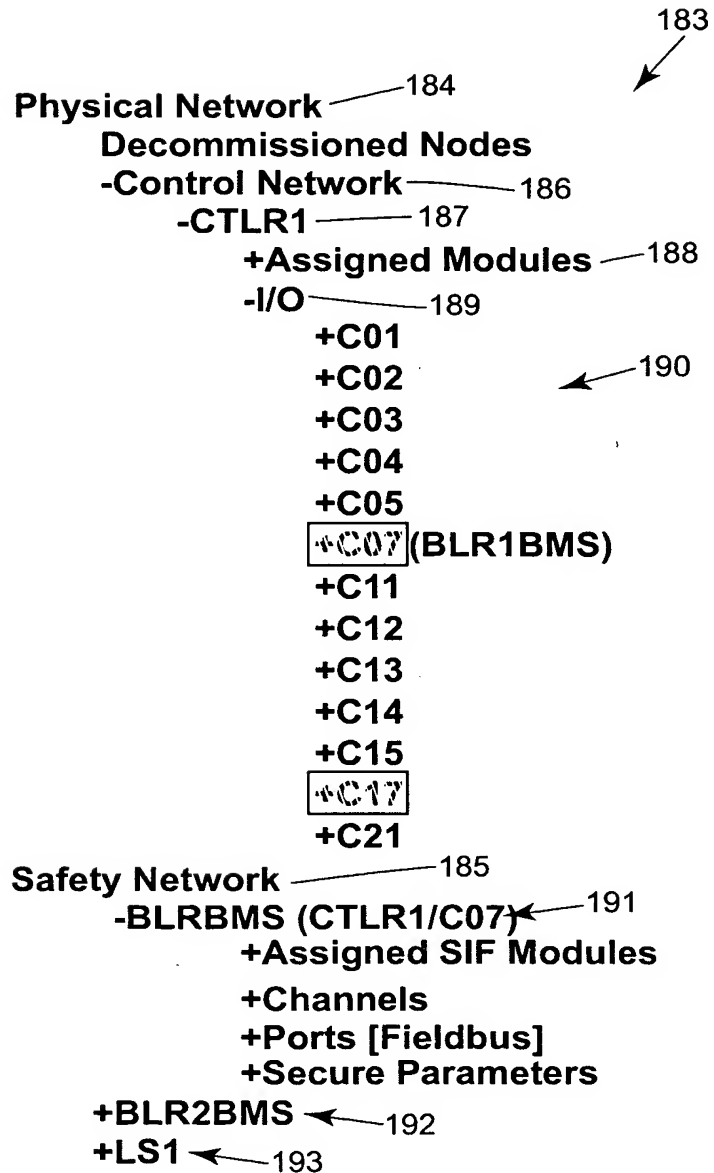 183
Physical Network 184
Decommissioned Nodes
-Control Network 186
-CTLR1 187
+Assigned Modules 188
-I/O 189
+C01
+C02 190
+C03
+C04
+C05
+C07 (BLR1BMS)
+C11
+C12
+C13
+C14
+C15
+C17
+C21
Safety Network 185
-BLRBMS (CTLR1/C07) 191
+Assigned SIF Modules
+Channels
+Ports [Fieldbus]
+Secure Parameters
+BLR2BMS 192
+LS1 193